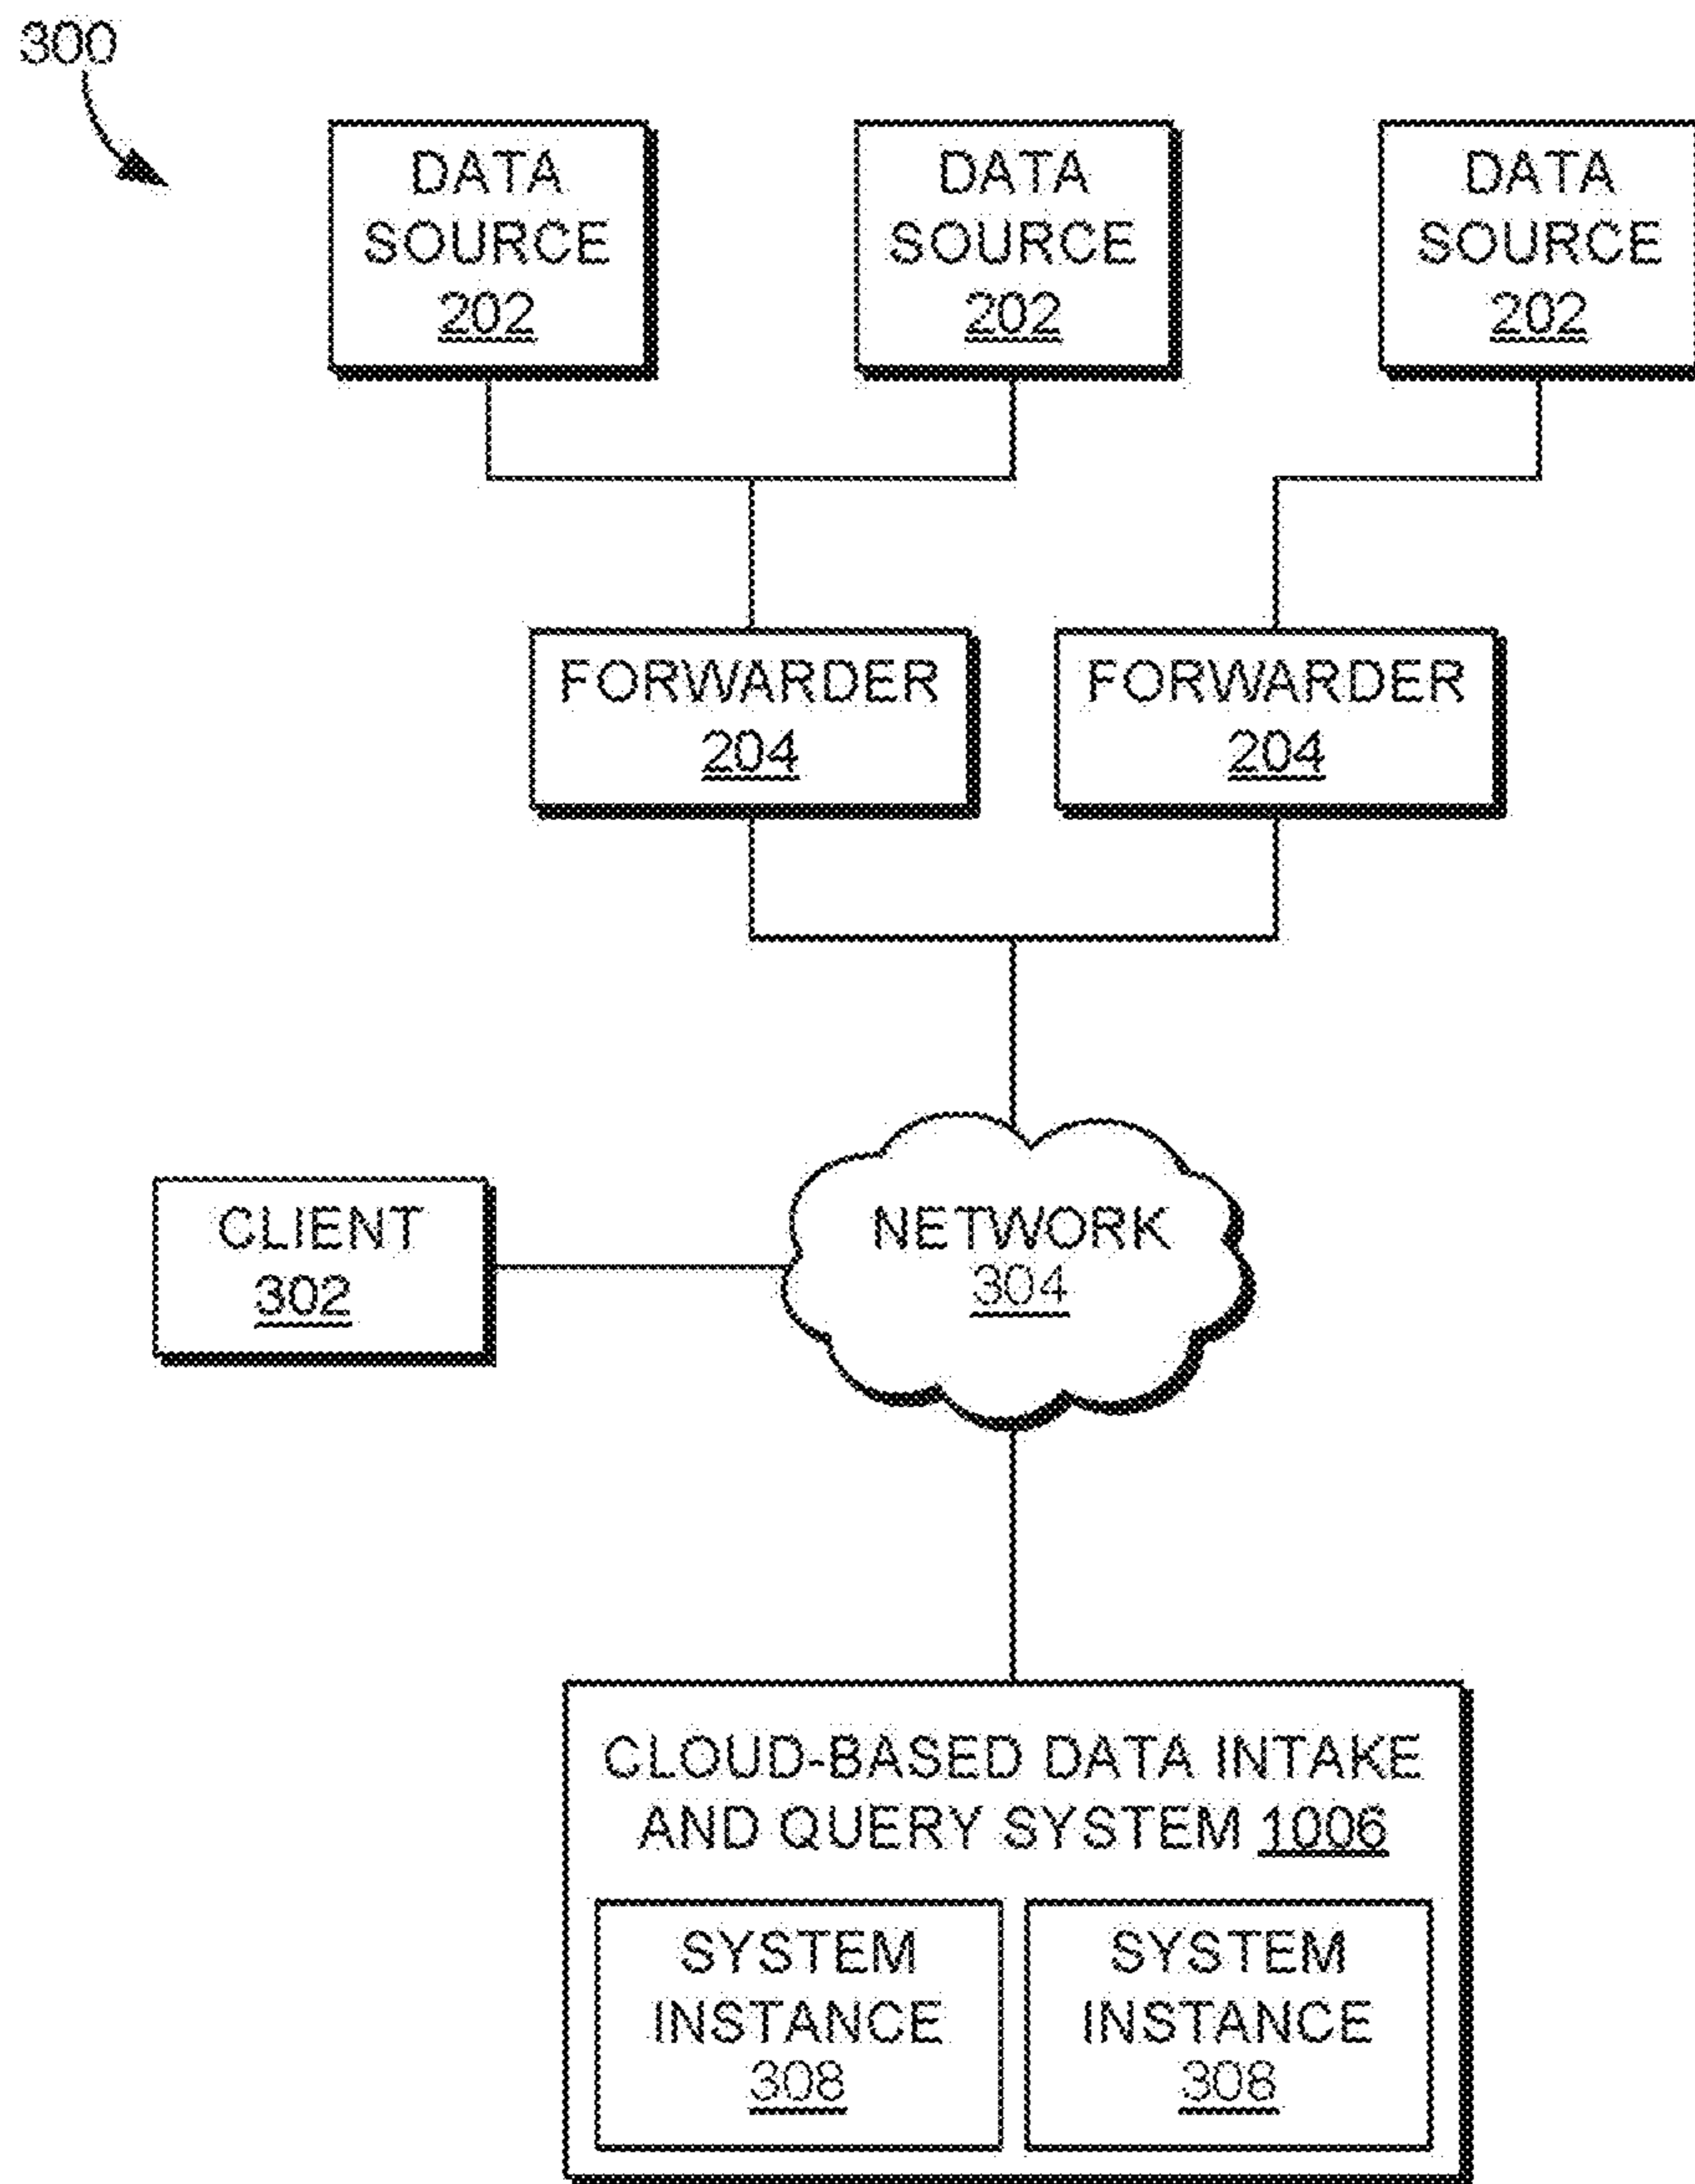 300
DATA
SOURCE
202
DATA
SOURCE
202
DATA
SOURCE
202
FORWARDER
204
FORWARDER
204
CLIENT
302
NETWORK
304
CLOUD-BASED DATA INTAKE
AND QUERY SYSTEM 1006
SYSTEM
INSTANCE
308
SYSTEM
INSTANCE
308